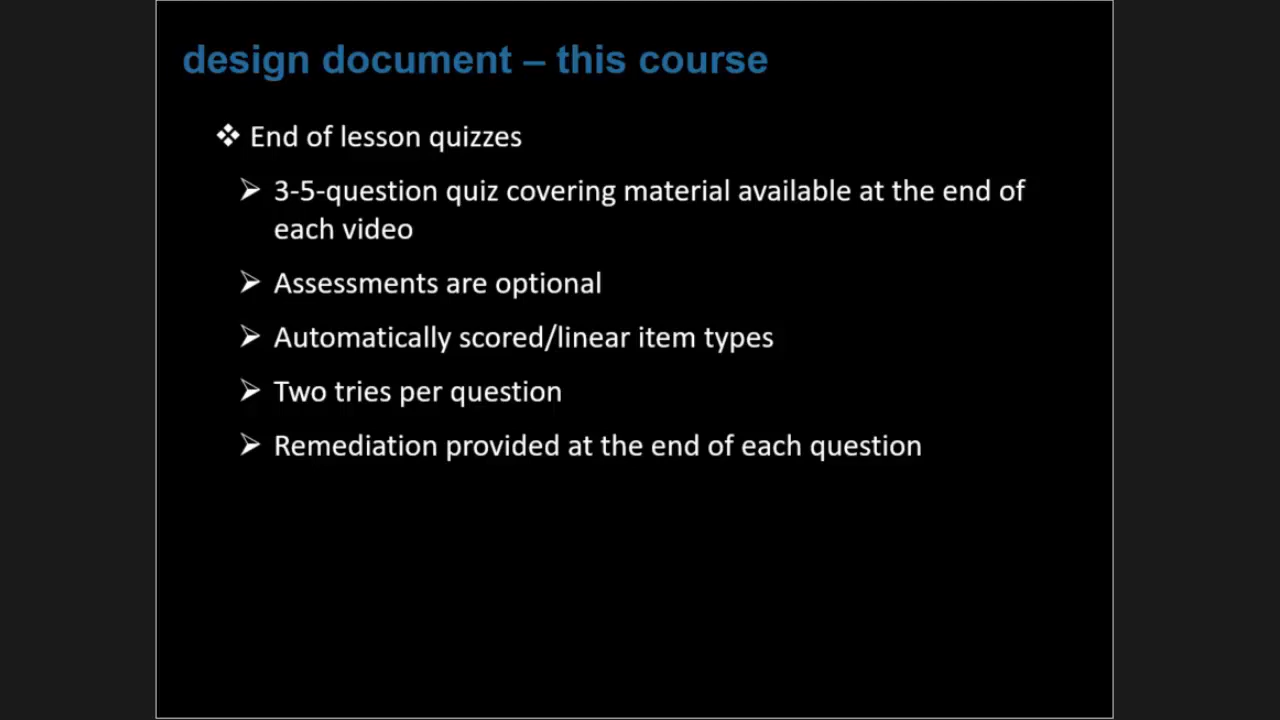 design document – this course
❖ End of lesson quizzes
➢ 3-5-question quiz covering material available at the end of
each video
➢ Assessments are optional
➢ Automatically scored/linear item types
➢ Two tries per question
➢ Remediation provided at the end of each question